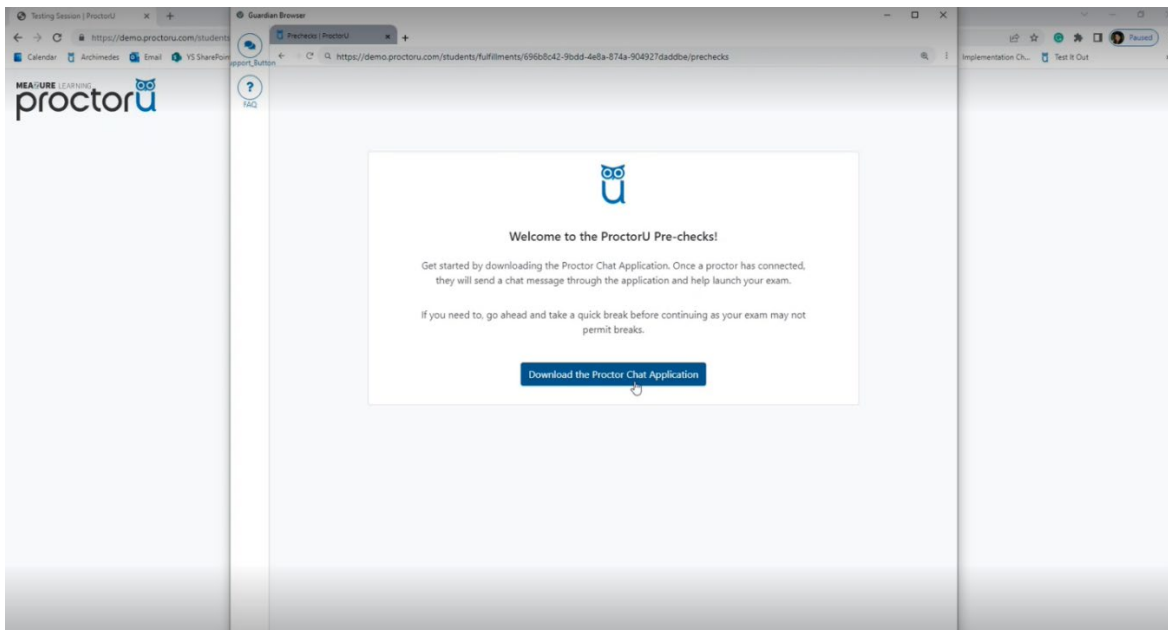 Testing Session | ProctorU
Guardian Browser
https://demo.proctoru.com/students
Prechecks | ProctorU
Paused
Calendar Archimedes Email YS SharePoin
Support_Button
https://demo.proctoru.com/students/fulfillments/696b8c42-9bdd-4e8a-874a-904927daddbe/prechecks
Implementation Ch... Test It Out
MEASURE LEARNING
proctoru
?
FAQ
u
Welcome to the ProctorU Pre-checks!
Get started by downloading the Proctor Chat Application. Once a proctor has connected,
they will send a chat message through the application and help launch your exam.
If you need to, go ahead and take a quick break before continuing as your exam may not
permit breaks.
Download the Proctor Chat Application